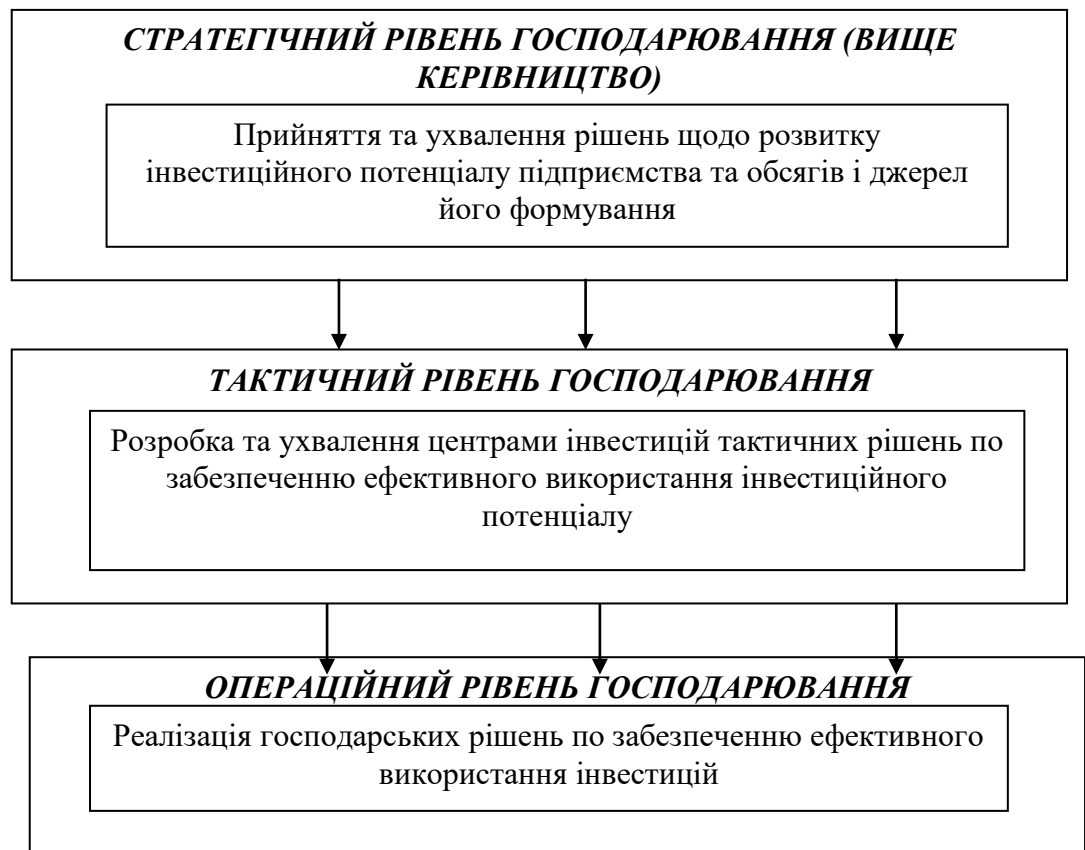 СТРАТЕГІЧНИЙ РІВЕНЬ ГОСПОДАРЮВАННЯ (ВИЩЕ
КЕРІВНИЦТВО)
Прийняття та ухвалення рішень щодо розвитку
інвестиційного потенціалу підприємства та обсягів і джерел
його формування
ТАКТИЧНИЙ РІВЕНЬ ГОСПОДАРЮВАННЯ
Розробка та ухвалення центрами інвестицій тактичних рішень по
забезпеченню ефективного використання інвестиційного
потенціалу
ОПЕРАЦІЙНИЙ РІВЕНЬ ГОСПОДАРЮВАННЯ
Реалізація господарських рішень по забезпеченню ефективного
використання інвестицій